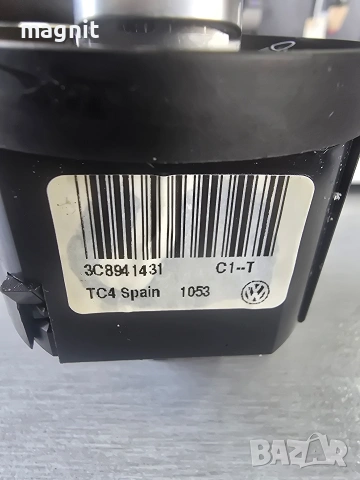 magnit
3C8941431 C1--T
TC4 Spain 1053
BAZAR